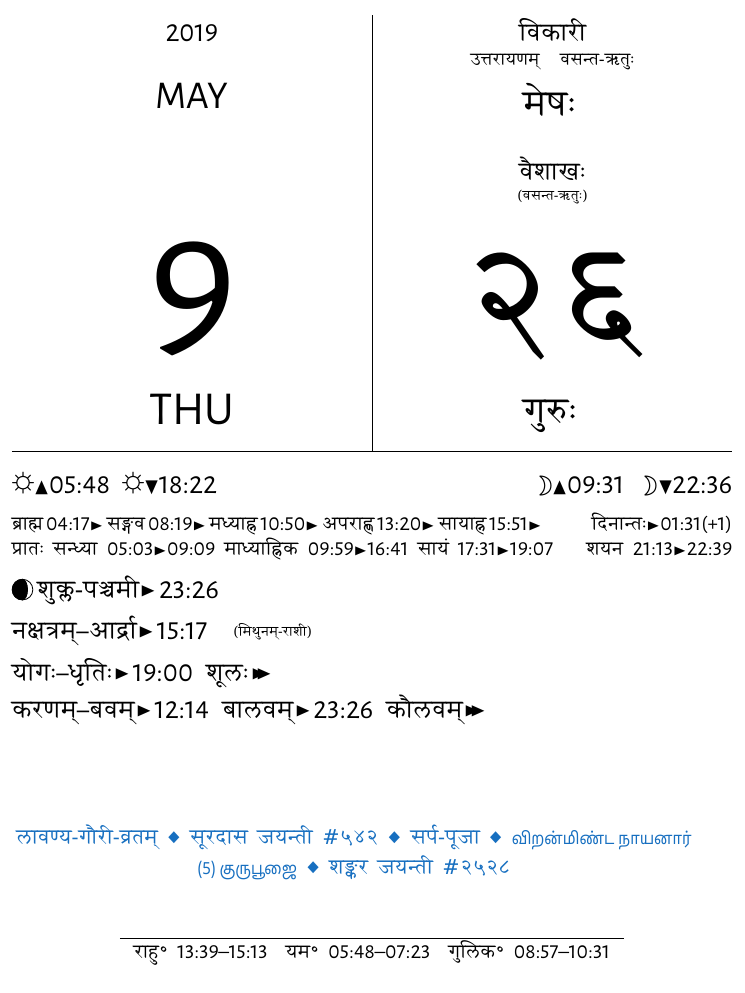 2019
MAY
9
THU
विकारी
उत्तरायणम् वसन्त-ऋतुः
मेषः
वैशाखः
(वसन्त-ऋतुः)
२६
गुरुः
☼▲05:48 ☼▼18:22 ☽▲09:31 ☽▼22:36
ब्राह्म 04:17► सङ्गव 08:19► मध्याह्न 10:50► अपराह्ण 13:20► सायाह्न 15:51► दिनान्तः►01:31(+1)
प्रातः सन्ध्या 05:03►09:09 माध्याह्निक 09:59►16:41 सायं 17:31►19:07 शयन 21:13►22:39
शुक्ल-पञ्चमी► 23:26
नक्षत्रम्–आर्द्रा►15:17 (मिथुनम्-राशी)
योगः–धृतिः►19:00 शूलः►►
करणम्–बवम्►12:14 बालवम्►23:26 कौलवम्►►
लावण्य-गौरी-व्रतम् ◆ सूरदास जयन्ती #५४२ ◆ सर्प-पूजा ◆ விறன்மிண்ட நாயனார்
(5) குருபூஜை ◆ शङ्कर जयन्ती #२५२८
राहु° 13:39–15:13 यम° 05:48–07:23 गुलिक° 08:57–10:31